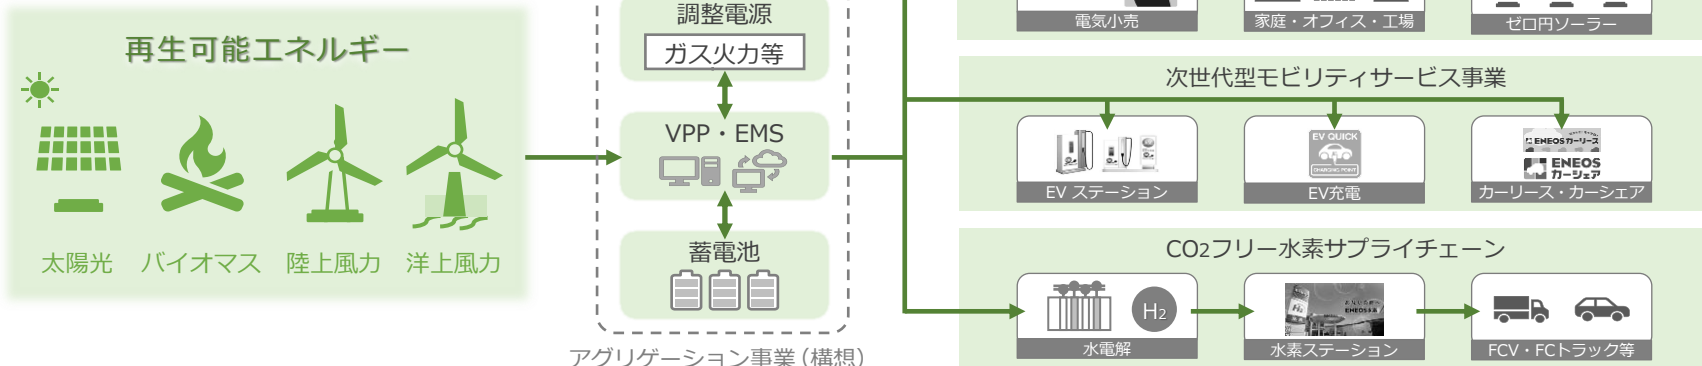 再生可能エネルギー
太陽光
バイオマス
陸上風力
洋上風力
調整電源
ガス火力等
VPP・EMS
蓄電池
アグリゲーション事業（構想）
電気小売
家庭・オフィス・工場
ゼロ円ソーラー
次世代型モビリティサービス事業
EV ステーション
EV QUICK
CHARGING POINT
EV充電
ENEOSカーリース
ENEOS
カーシェア
カーリース・カーシェア
CO2フリー水素サプライチェーン
H2
水電解
ENEOS
水素ステーション
FCV・FCトラック等